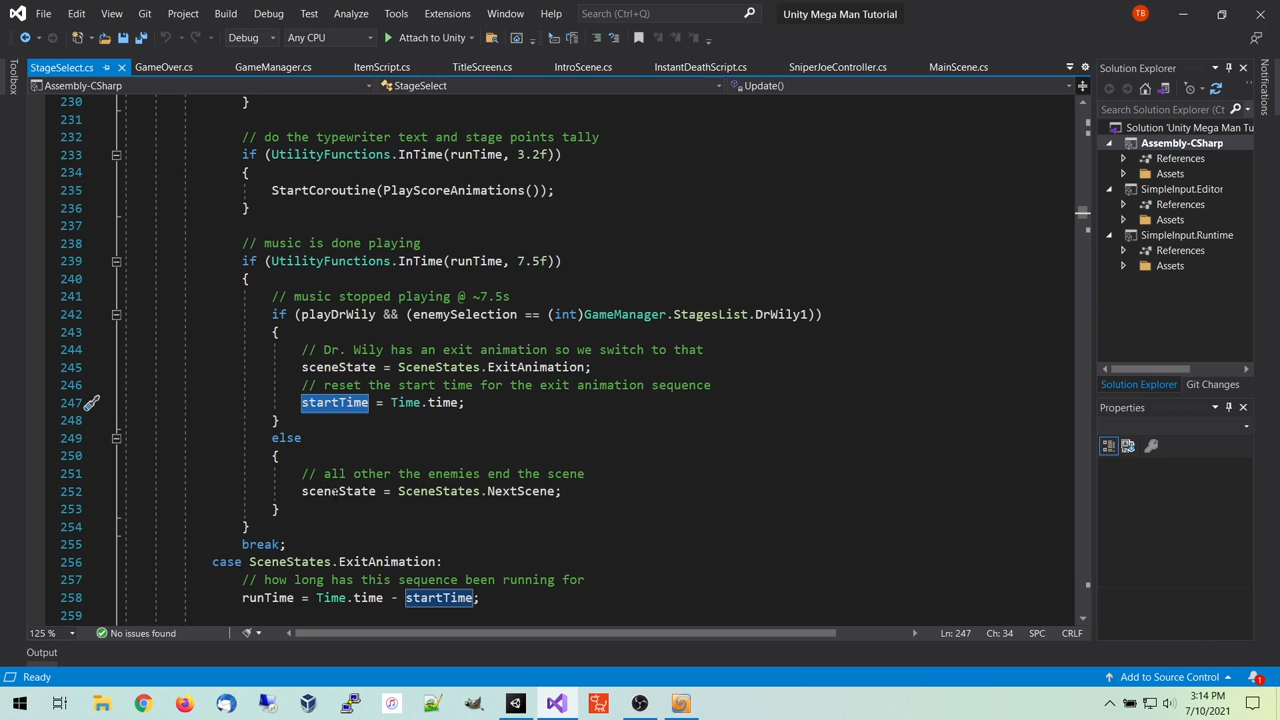 File Edit View Git Project Build Debug Test Analyze Tools Extensions Window Help Search (Ctrl+Q) Unity Mega Man Tutorial TB
Debug Any CPU Attach to Unity
StageSelect.cs GameOver.cs GameManager.cs ItemScript.cs TitleScreen.cs IntroScene.cs InstantDeathScript.cs SniperJoeController.cs MainScene.cs
Assembly-CSharp StageSelect Update()
Toolbox
230 }
231
232 // do the typewriter text and stage points tally
233 if (UtilityFunctions.InTime(runTime, 3.2f))
234 {
235 StartCoroutine(PlayScoreAnimations());
236 }
237
238 // music is done playing
239 if (UtilityFunctions.InTime(runTime, 7.5f))
240 {
241 // music stopped playing @ ~7.5s
242 if (playDrWily && (enemySelection == (int)GameManager.StagesList.DrWily1))
243 {
244 // Dr. Wily has an exit animation so we switch to that
245 sceneState = SceneStates.ExitAnimation;
246 // reset the start time for the exit animation sequence
247 startTime = Time.time;
248 }
249 else
250 {
251 // all other the enemies end the scene
252 sceneState = SceneStates.NextScene;
253 }
254 }
255 break;
256 case SceneStates.ExitAnimation:
257 // how long has this sequence been running for
258 runTime = Time.time - startTime;
259
125 % No issues found Ln: 247 Ch: 34 SPC CRLF
Output
Solution Explorer
Search Solution Explorer (Ct
Solution 'Unity Mega Man Tu
Assembly-CSharp
References
Assets
SimpleInput.Editor
References
Assets
SimpleInput.Runtime
References
Assets
Solution Explorer Git Changes
Properties
Notifications
Ready Add to Source Control 1
3:14 PM
7/10/2021